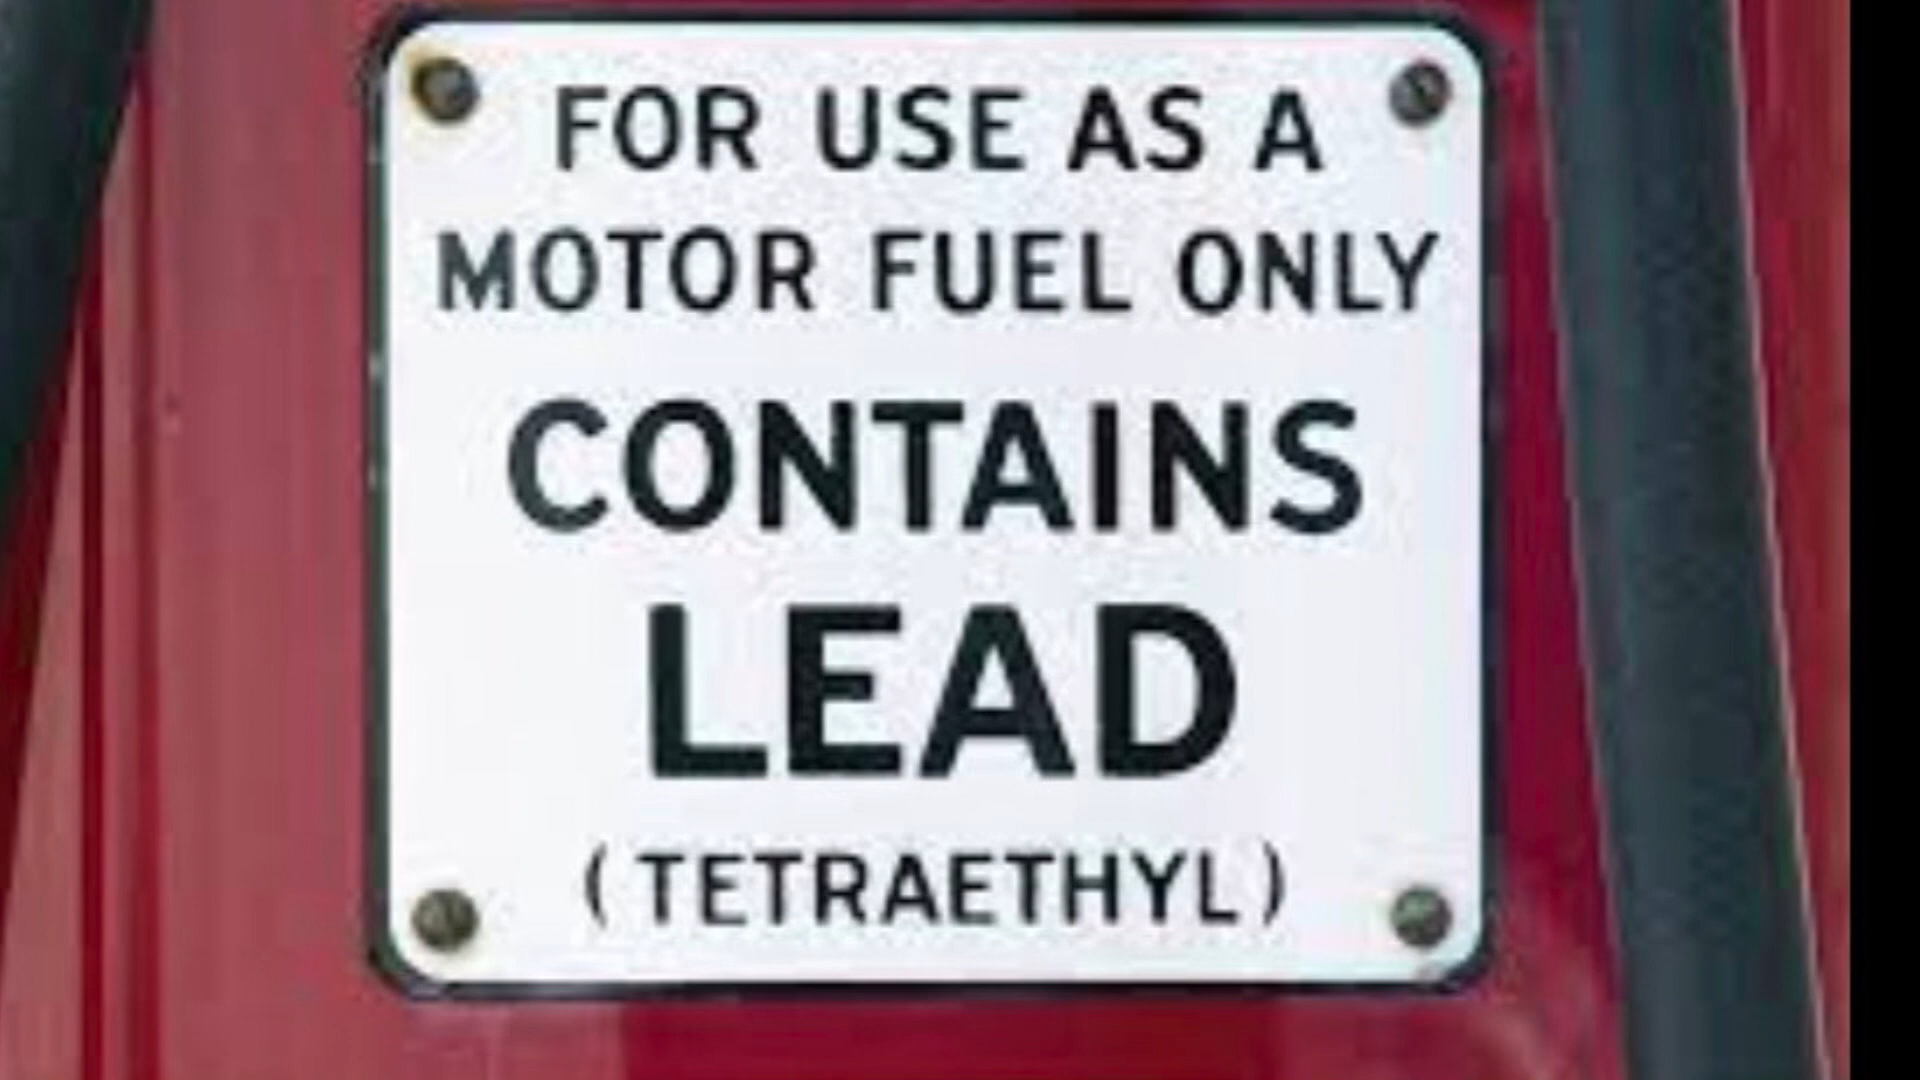 FOR USE AS A
MOTOR FUEL ONLY
CONTAINS
LEAD
(TETRAETHYL)